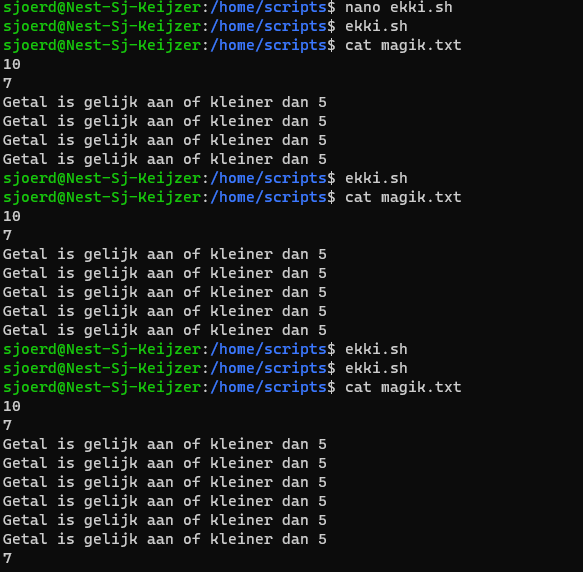 sjoerd@Nest-Sj-Keijzer:/home/scripts$ nano ekki.sh
sjoerd@Nest-Sj-Keijzer:/home/scripts$ ekki.sh
sjoerd@Nest-Sj-Keijzer:/home/scripts$ cat magik.txt
10
7
Getal is gelijk aan of kleiner dan 5
Getal is gelijk aan of kleiner dan 5
Getal is gelijk aan of kleiner dan 5
Getal is gelijk aan of kleiner dan 5
sjoerd@Nest-Sj-Keijzer:/home/scripts$ ekki.sh
sjoerd@Nest-Sj-Keijzer:/home/scripts$ cat magik.txt
10
7
Getal is gelijk aan of kleiner dan 5
Getal is gelijk aan of kleiner dan 5
Getal is gelijk aan of kleiner dan 5
Getal is gelijk aan of kleiner dan 5
Getal is gelijk aan of kleiner dan 5
sjoerd@Nest-Sj-Keijzer:/home/scripts$ ekki.sh
sjoerd@Nest-Sj-Keijzer:/home/scripts$ ekki.sh
sjoerd@Nest-Sj-Keijzer:/home/scripts$ cat magik.txt
10
7
Getal is gelijk aan of kleiner dan 5
Getal is gelijk aan of kleiner dan 5
Getal is gelijk aan of kleiner dan 5
Getal is gelijk aan of kleiner dan 5
Getal is gelijk aan of kleiner dan 5
Getal is gelijk aan of kleiner dan 5
7